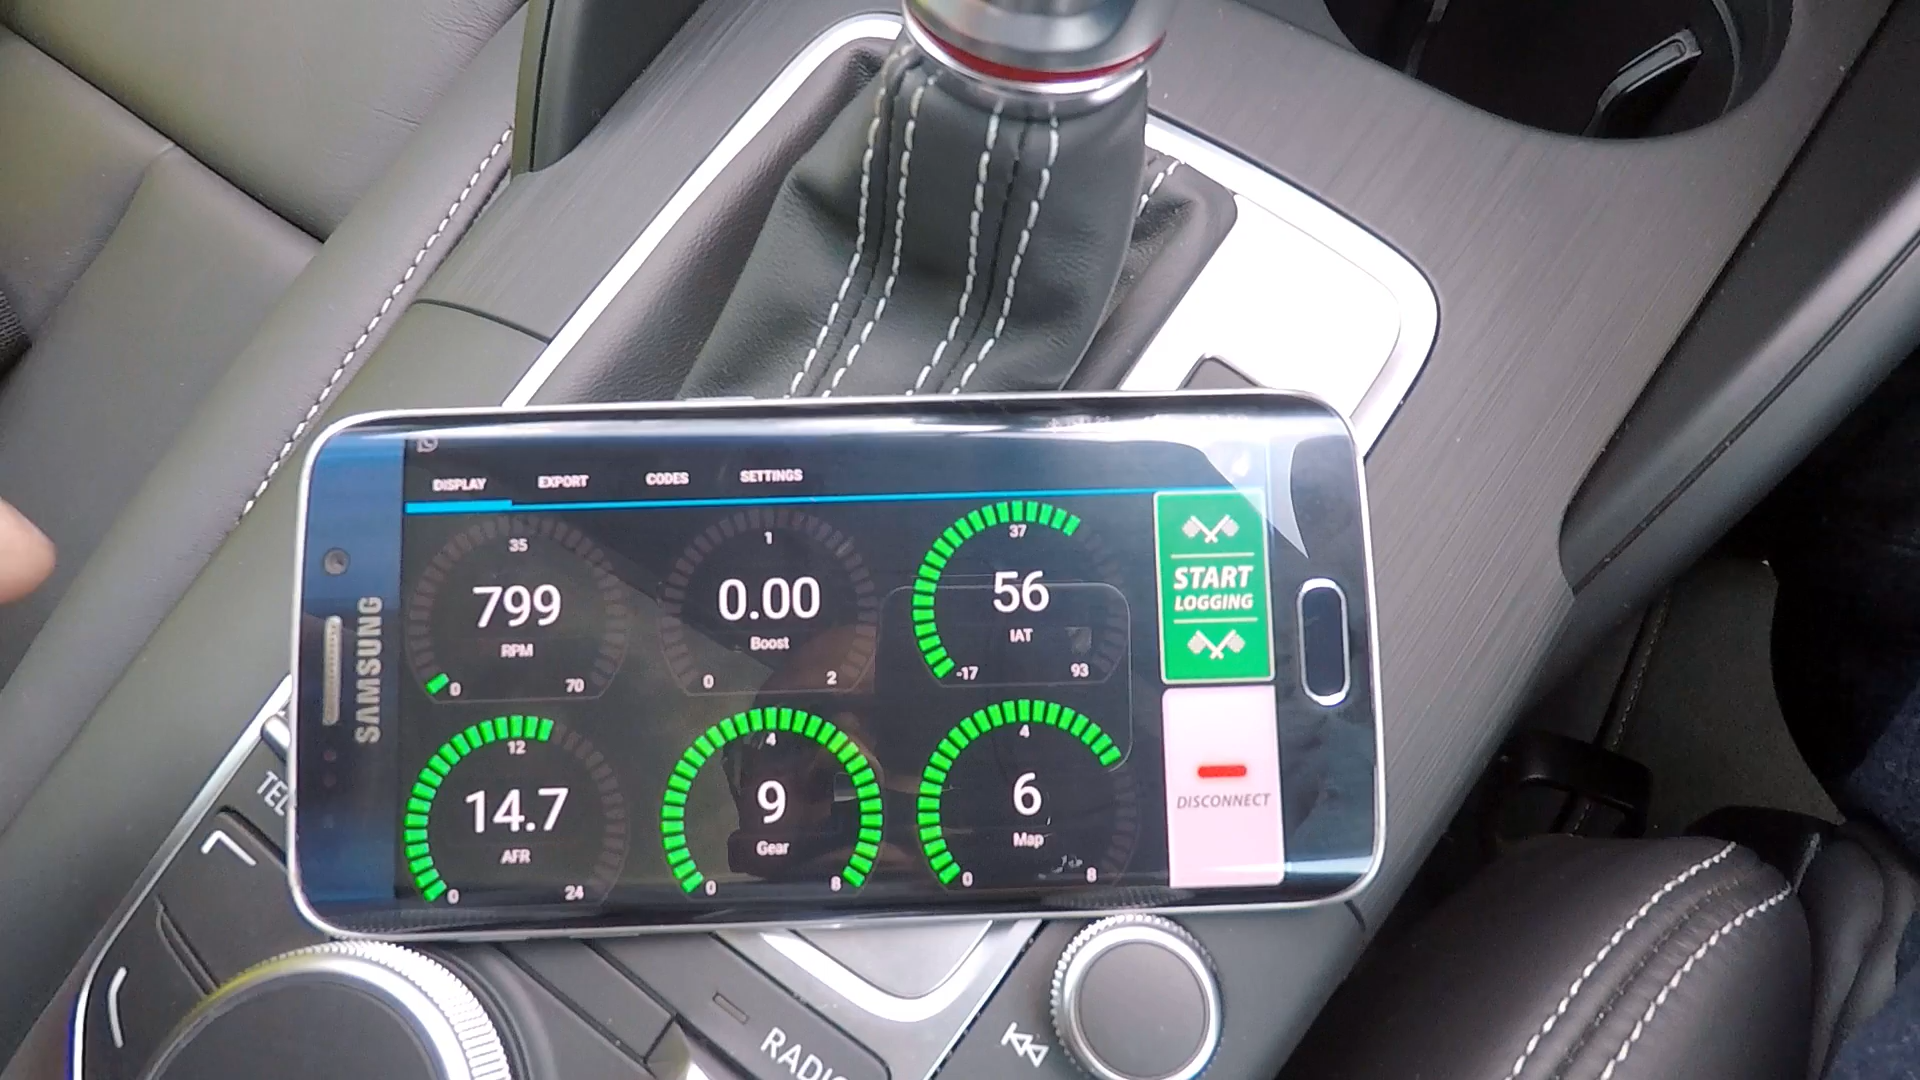 DISPLAY EXPORT CODES SETTINGS
35
799
RPM
0 70
1
0.00
Boost
0 2
37
56
IAT
-17 93
START
LOGGING
12
14.7
AFR
0 24
4
9
Gear
0 8
4
6
Map
0 8
DISCONNECT
SAMSUNG
TEL
RADIO